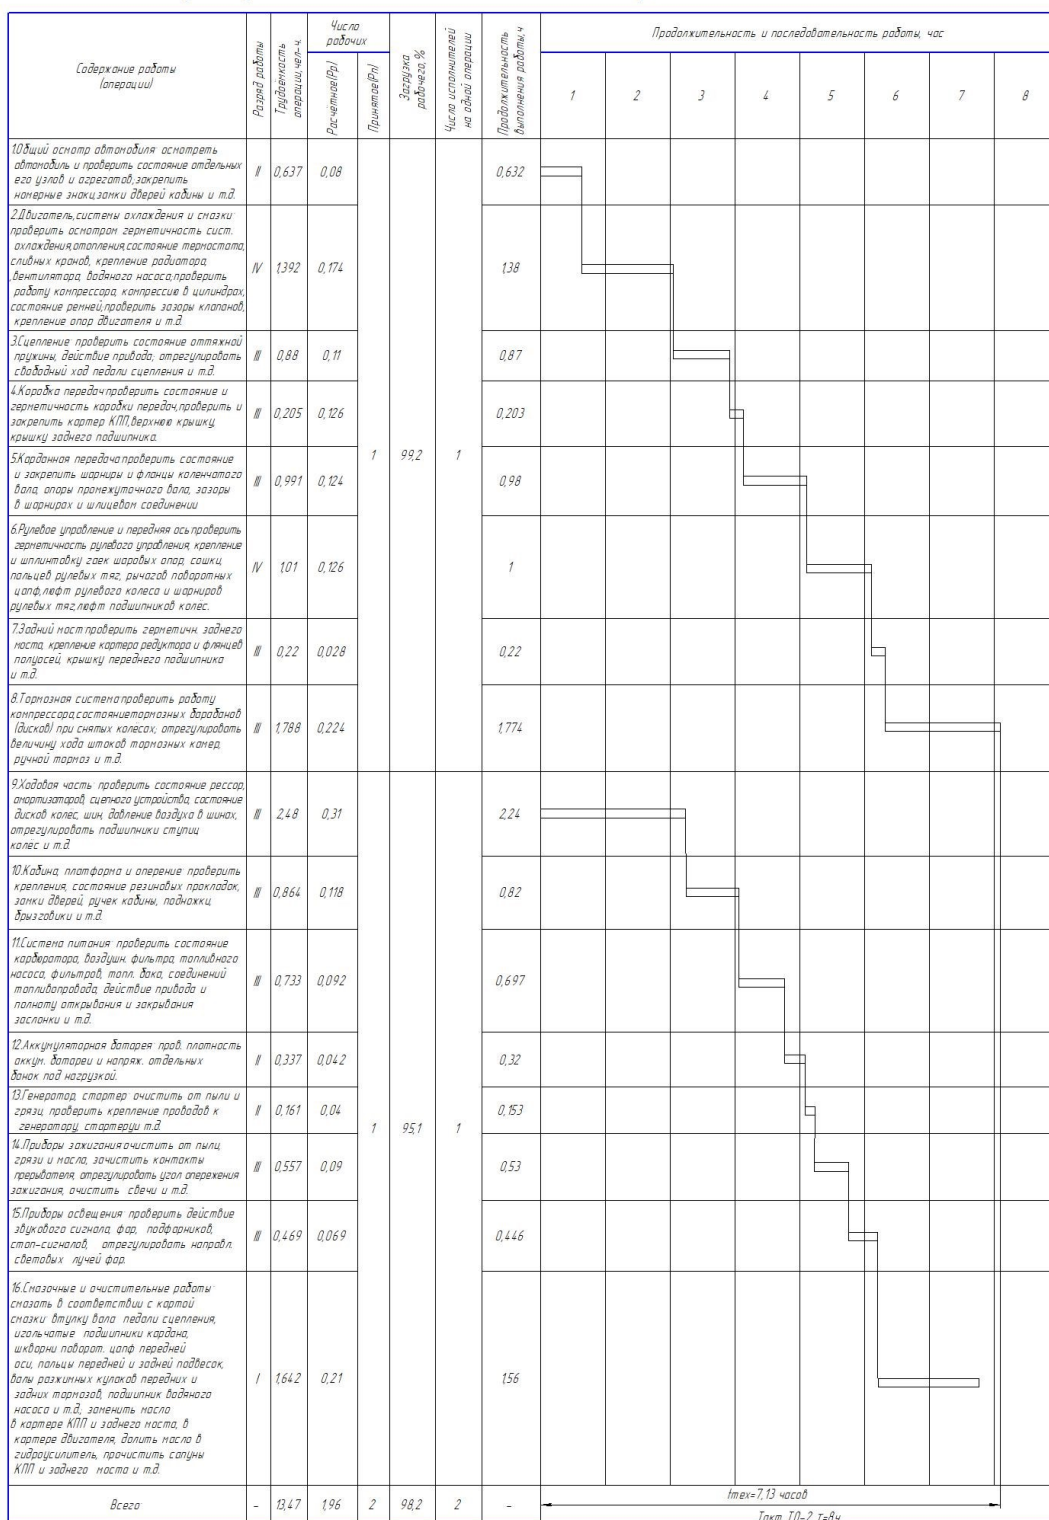 Содержание работы
(операции)
Разряд работы
Трудоёмкость
операции, чел-ч.
Число
рабочих
Расчётное(Рр)
Принятое(Рп)
Загрузка
рабочего,%
Число исполнителей
на одной операции
Продолжительность
выполнения работы,ч
Продолжительность и последовательность работы, час
1 2 3 4 5 6 7 8
1.Общий осмотр автомобиля: осмотреть
автомобиль и проверить состояние отдельных
его узлов и агрегатов,закрепить
номерные знаки,замки дверей кабины и т.д.
II 0,637 0,08 0,632
2.Двигатель,системы охлаждения и смазки:
проверить осмотром герметичность сист.
охлаждения,отопления,состояние термостата,
сливных кранов, крепление радиатора,
,вентилятора, водяного насоса;проверить
работу компрессора, компрессию в цилиндрах,
состояние ремней;проверить зазоры клапанов,
крепление опор двигателя и т.д.
IV 1,392 0,174 1,38
3.Сцепление проверить состояние оттяжной
пружины, действие привода; отрегулировать
свободный ход педали сцепления и т.д.
III 0,88 0,11 0,87
4.Коробка передач:проверить состояние и
герметичность коробки передач,проверить и
закрепить картер КПП,верхнюю крышку,
крышку заднего подшипника.
III 0,205 0,126 0,203
1 99,2 1
5.Карданная передача:проверить состояние
и закрепить шарниры и фланцы коленчатого
вала, опоры промежуточного вала, зазоры
в шарнирах и шлицевом соединении
III 0,991 0,124 0,98
6.Рулевое управление и передняя ось:проверить
герметичность рулевого управления, крепление
и шплинтовку гаек шаровых опор, сошки,
пальцев рулевых тяг, рычагов поворотных
цапф,люфт рулевого колеса и шарниров
рулевых тяг,люфт подшипников колёс.
IV 1,01 0,126 1
7.Задний мост:проверить герметичн. заднего
моста, крепление картера редуктора и флянцев
полуосей, крышку переднего подшипника
и т.д.
III 0,22 0,028 0,22
8.Тормозная система:проверить работу
компрессора,состояниетормозных барабанов
(дисков) при снятых колесах; отрегулировать
величину хода штоков тормозных камер,
ручной тормоз и т.д.
III 1,788 0,224 1,774
9.Ходовая часть: проверить состояние рессор,
амортизаторов, сцепного устройства, состояние
дисков колес, шин, давление воздуха в шинах,
отрегулировать подшипники ступиц
колёс и т.д.
III 2,48 0,31 2,24
10.Кабина, платформа и оперение: проверить
крепления, состояние резиновых прокладок,
замки дверей, ручек кабины, подножки,
брызговики и т.д.
III 0,864 0,118 0,82
11.Система питания: проверить состояние
карбюратора, воздушн. фильтра, топливного
насоса, фильтров, топл. бака, соединений
топливопровода, действие привода и
полноту открывания и закрывания
заслонки и т.д.
III 0,733 0,092 0,697
12.Аккумуляторная батарея: пров. плотность
аккум. батареи и напряж. отдельных
банок под нагрузкой.
II 0,337 0,042 0,32
13.Генератор, стартер: очистить от пыли и
грязи, проверить крепление проводов к
генератору, стартеруи т.д.
II 0,161 0,04 0,153
1 95,1 1
14.Приборы зажигания:очистить от пыли,
грязи и масла, зачистить контакты
прерывателя, отрегулировать угол опережения
зажигания, очистить свечи и т.д.
III 0,557 0,09 0,53
15.Приборы освещения: проверить действие
звукового сигнала, фар, подфарников,
стоп-сигналов, отрегулировать направл.
световых лучей фар.
III 0,469 0,069 0,446
16.Смазочные и очистительные работы:
смазать в соответствии с картой
смазки втулку вала педали сцепления,
игольчатые подшипники кардана,
шкворни поворот. цапф передней
оси, пальцы передней и задней подвесок,
валы разжимных кулаков передних и
задних тормозов, подшипник водяного
насоса и т.д.; заменить масло
в картере КПП и заднего моста, в
картере двигателя, долить масло в
гидроусилитель, прочистить сапуны
КПП и заднего моста и т.д.
I 1,642 0,21 1,56
Всего - 13,47 1,96 2 98,2 2 -
tтех=7,13 часов
Такт ТО-2 Т=8ч